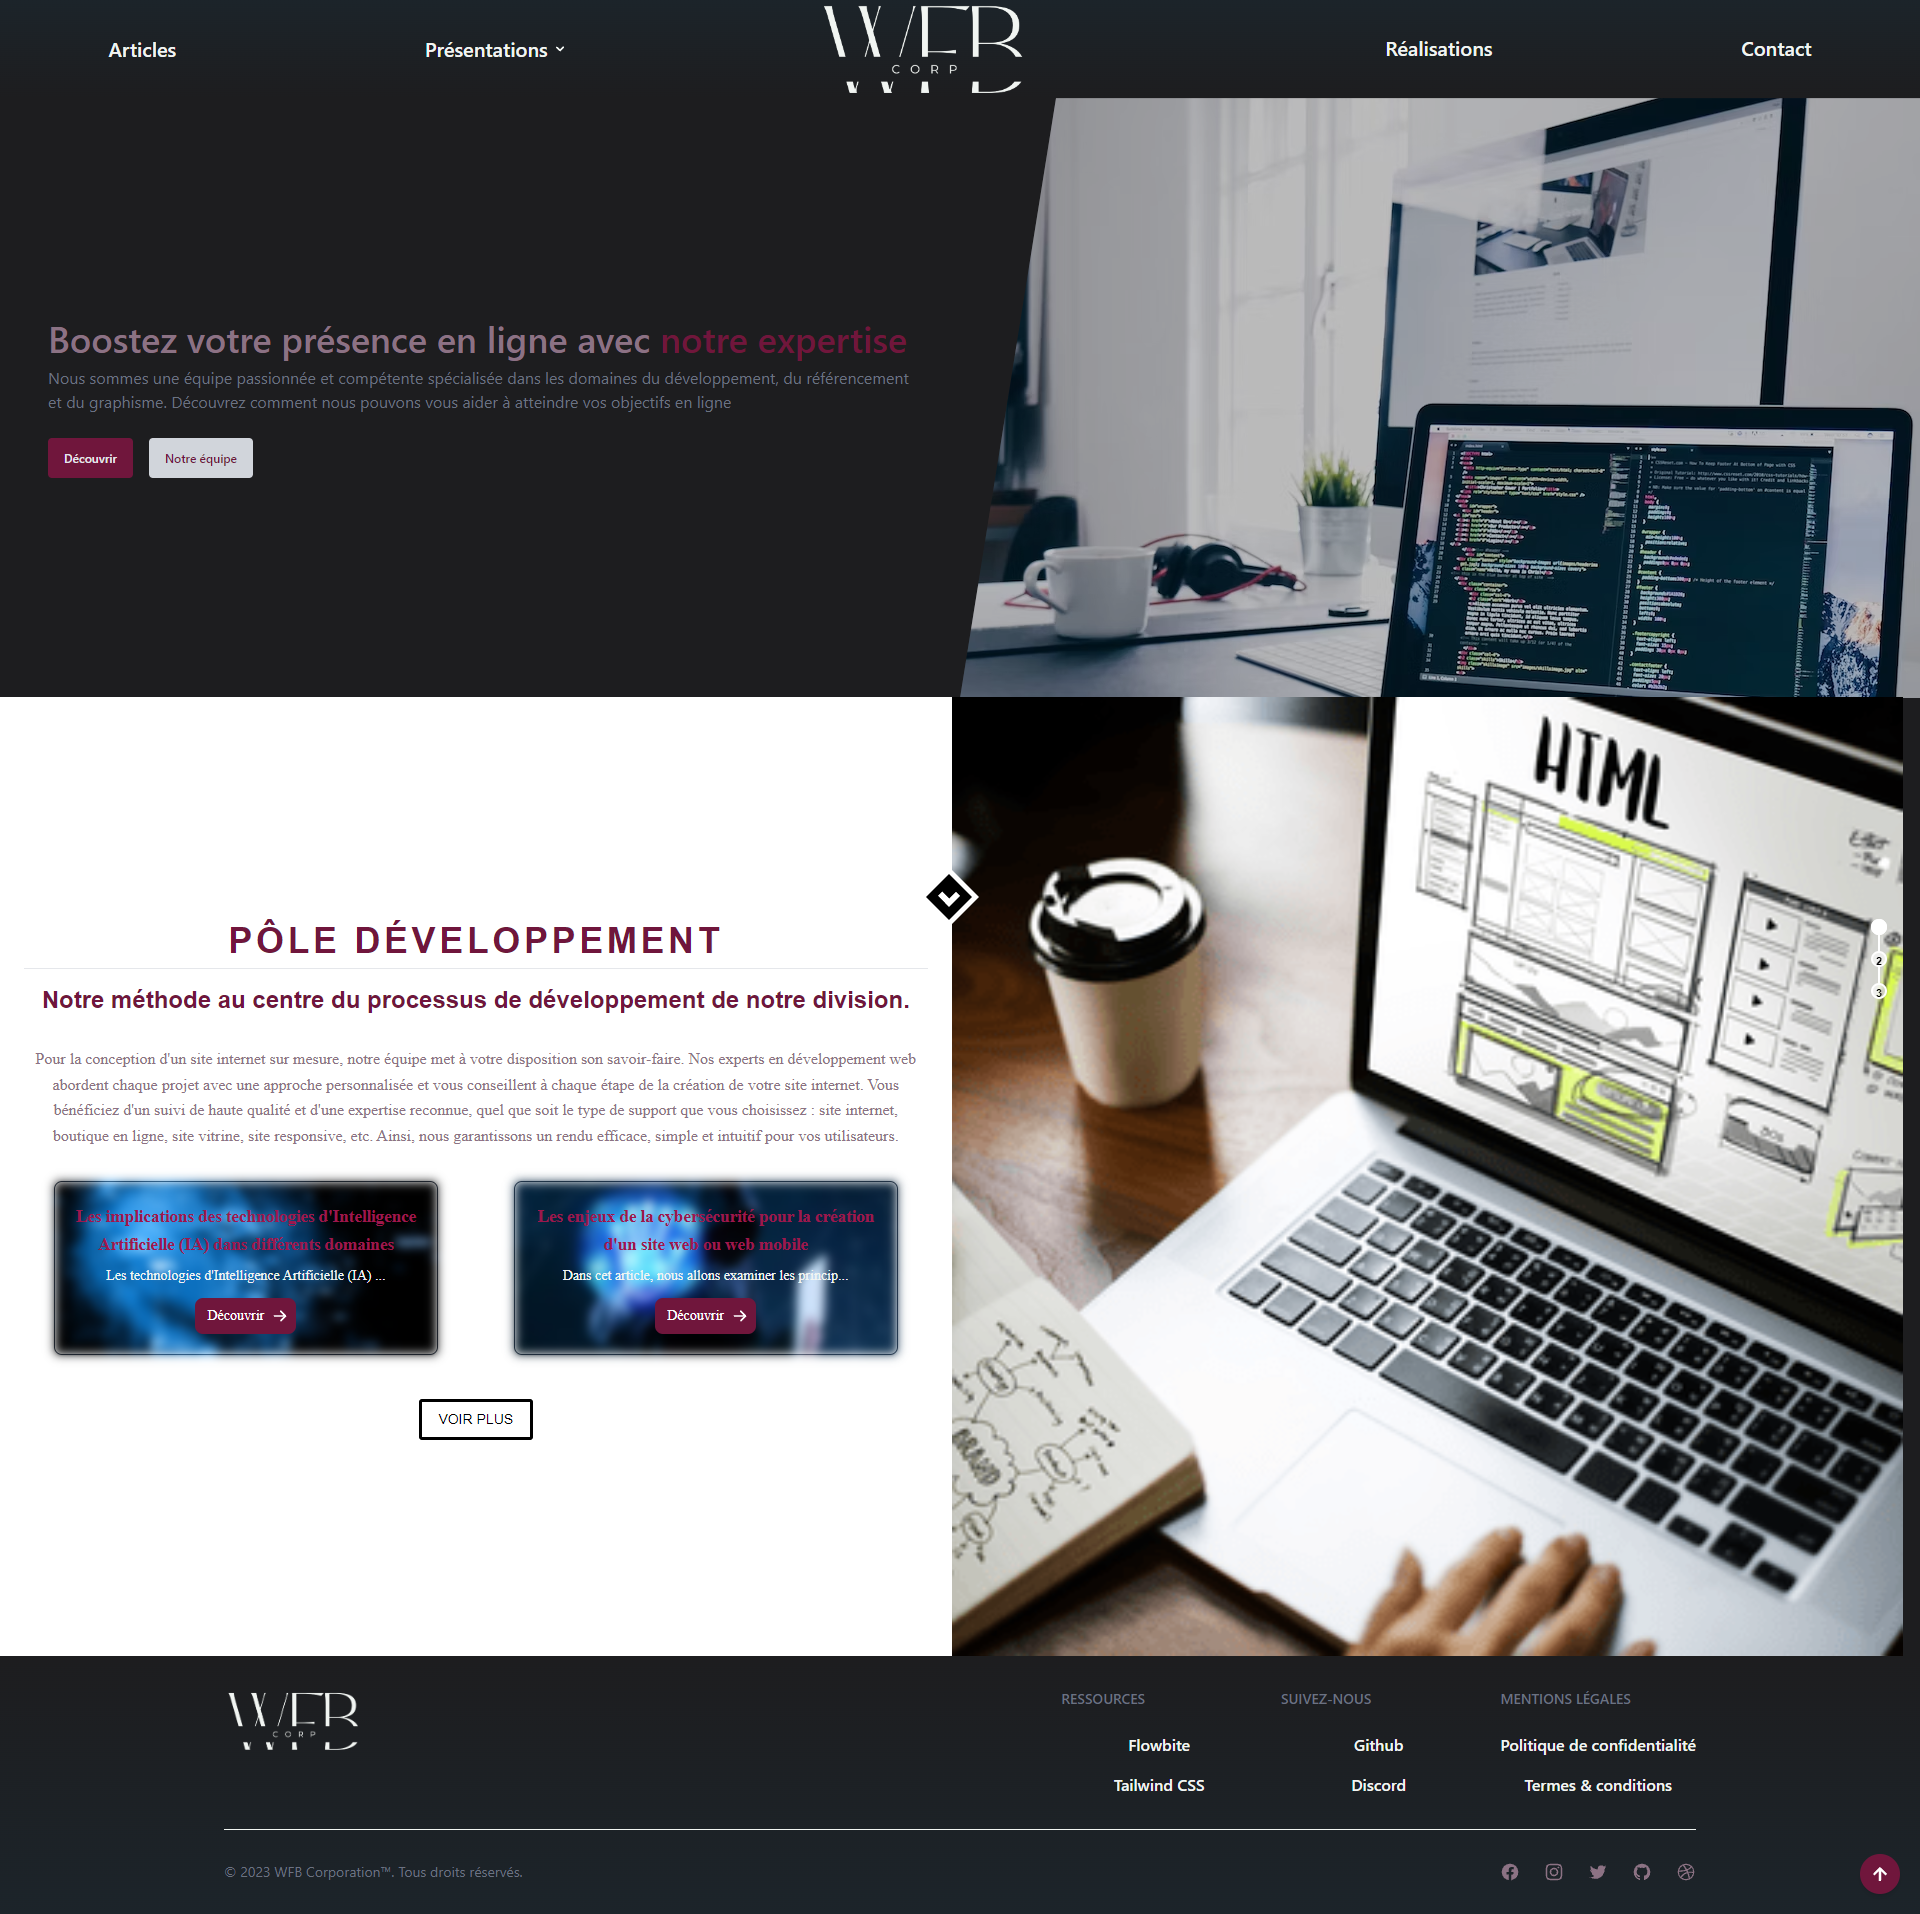 Articles
Présentations
WFB
CORP
Réalisations
Contact
Boostez votre présence en ligne avec notre expertise
Nous sommes une équipe passionnée et compétente spécialisée dans les domaines du développement, du référencement
et du graphisme. Découvrez comment nous pouvons vous aider à atteindre vos objectifs en ligne
Découvrir
Notre équipe
PÔLE DÉVELOPPEMENT
Notre méthode au centre du processus de développement de notre division.
Pour la conception d'un site internet sur mesure, notre équipe met à votre disposition son savoir-faire. Nos experts en développement web
abordent chaque projet avec une approche personnalisée et vous conseillent à chaque étape de la création de votre site internet. Vous
bénéficiez d'un suivi de haute qualité et d'une expertise reconnue, quel que soit le type de support que vous choisissez : site internet,
boutique en ligne, site vitrine, site responsive, etc. Ainsi, nous garantissons un rendu efficace, simple et intuitif pour vos utilisateurs.
Les implications des technologies d'Intelligence
Artificielle (IA) dans différents domaines
Les technologies d'Intelligence Artificielle (IA) ...
Découvrir
Les enjeux de la cybersécurité pour la création
d'un site web ou web mobile
Dans cet article, nous allons examiner les princip...
Découvrir
VOIR PLUS
HTML
2
3
BRAND
WFB
CORP
RESSOURCES
Flowbite
Tailwind CSS
SUIVEZ-NOUS
Github
Discord
MENTIONS LÉGALES
Politique de confidentialité
Termes & conditions
© 2023 WFB Corporation™. Tous droits réservés.